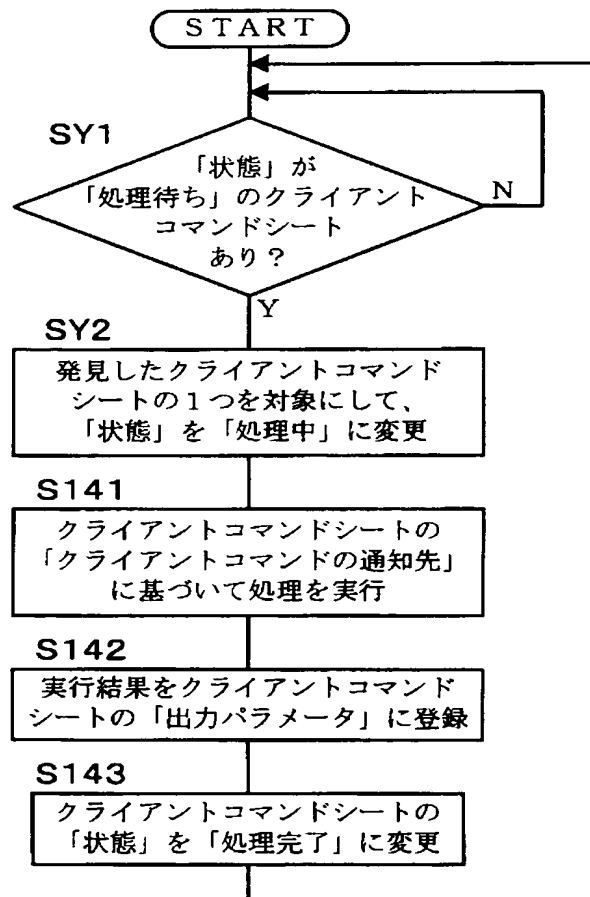 START
SY1
「状態」が
「処理待ち」のクライアント
コマンドシート
あり？
N
Y
SY2
発見したクライアントコマンド
シートの１つを対象にして、
「状態」を「処理中」に変更
S141
クライアントコマンドシートの
「クライアントコマンドの通知先」
に基づいて処理を実行
S142
実行結果をクライアントコマンド
シートの「出力パラメータ」に登録
S143
クライアントコマンドシートの
「状態」を「処理完了」に変更